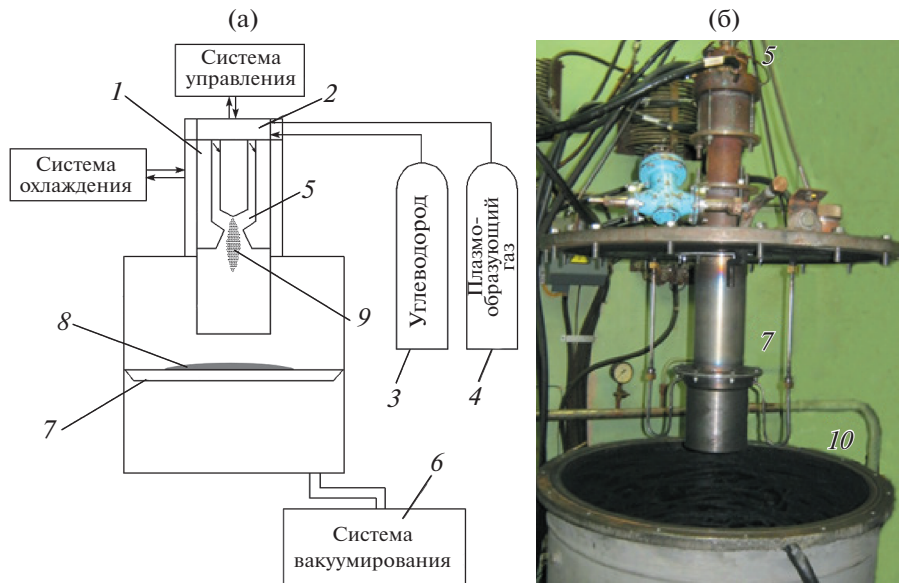 (а)
(б)
Система
управления
1
2
5
Система
охлаждения
5
Углеводород
Плазмо-
образующий
газ
9
8
7
3
4
7
10
6
Система
вакуумирования